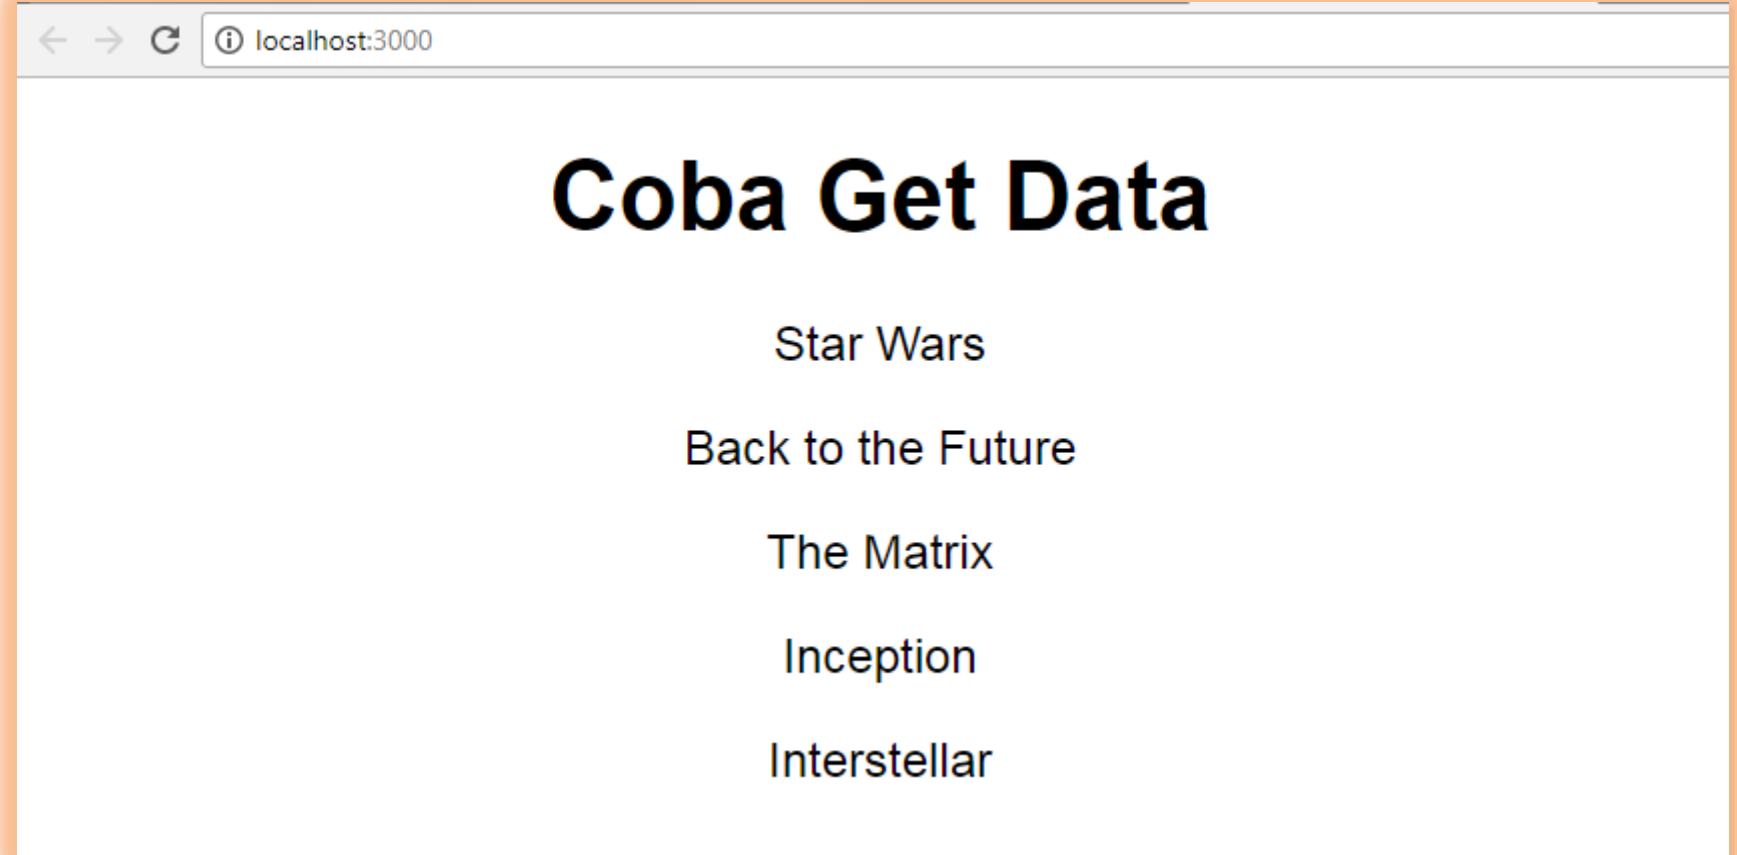 localhost:3000
Coba Get Data
Star Wars
Back to the Future
The Matrix
Inception
Interstellar